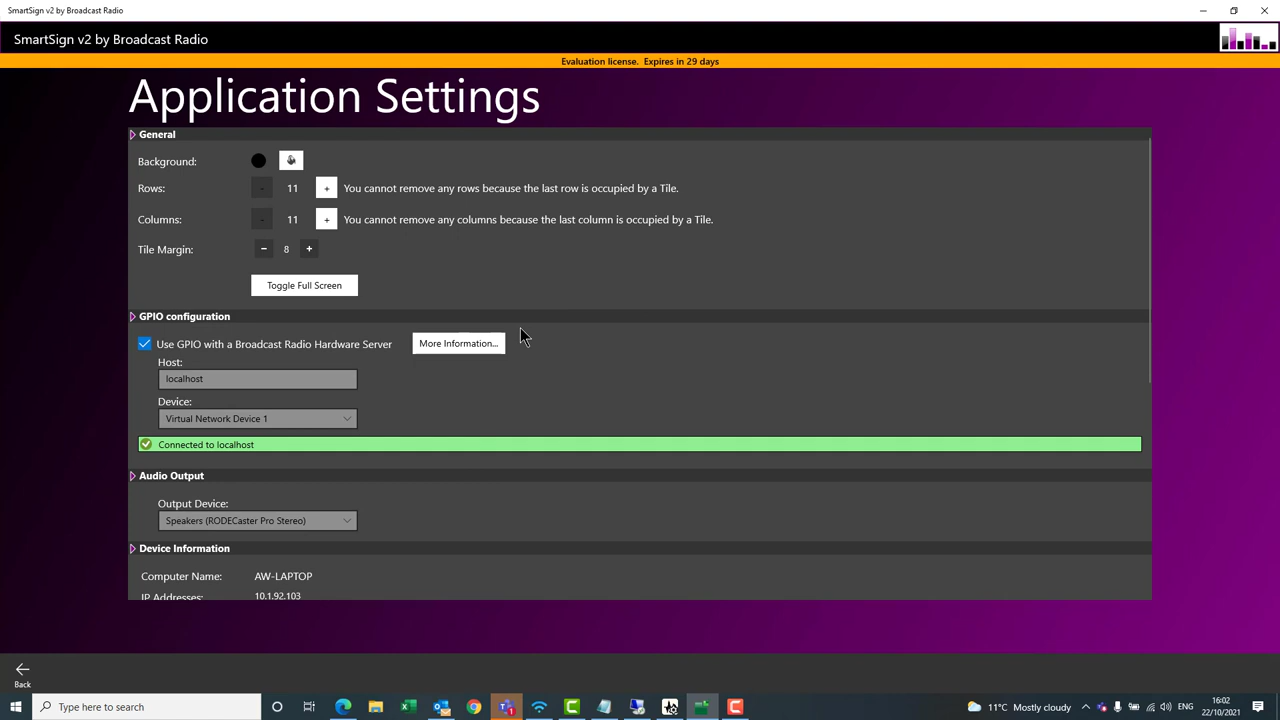 SmartSign v2 by Broadcast Radio
SmartSign v2 by Broadcast Radio
Evaluation license. Expires in 29 days
Application Settings
General
Background:
Rows: - 11 + You cannot remove any rows because the last row is occupied by a Tile.
Columns: - 11 + You cannot remove any columns because the last column is occupied by a Tile.
Tile Margin: - 8 +
Toggle Full Screen
GPIO configuration
Use GPIO with a Broadcast Radio Hardware Server More Information...
Host:
localhost
Device:
Virtual Network Device 1
Connected to localhost
Audio Output
Output Device:
Speakers (RODECaster Pro Stereo)
Device Information
Computer Name: AW-LAPTOP
IP Addresses: 10.1.92.103
Back
Type here to search
11°C Mostly cloudy
ENG
16:02
22/10/2021